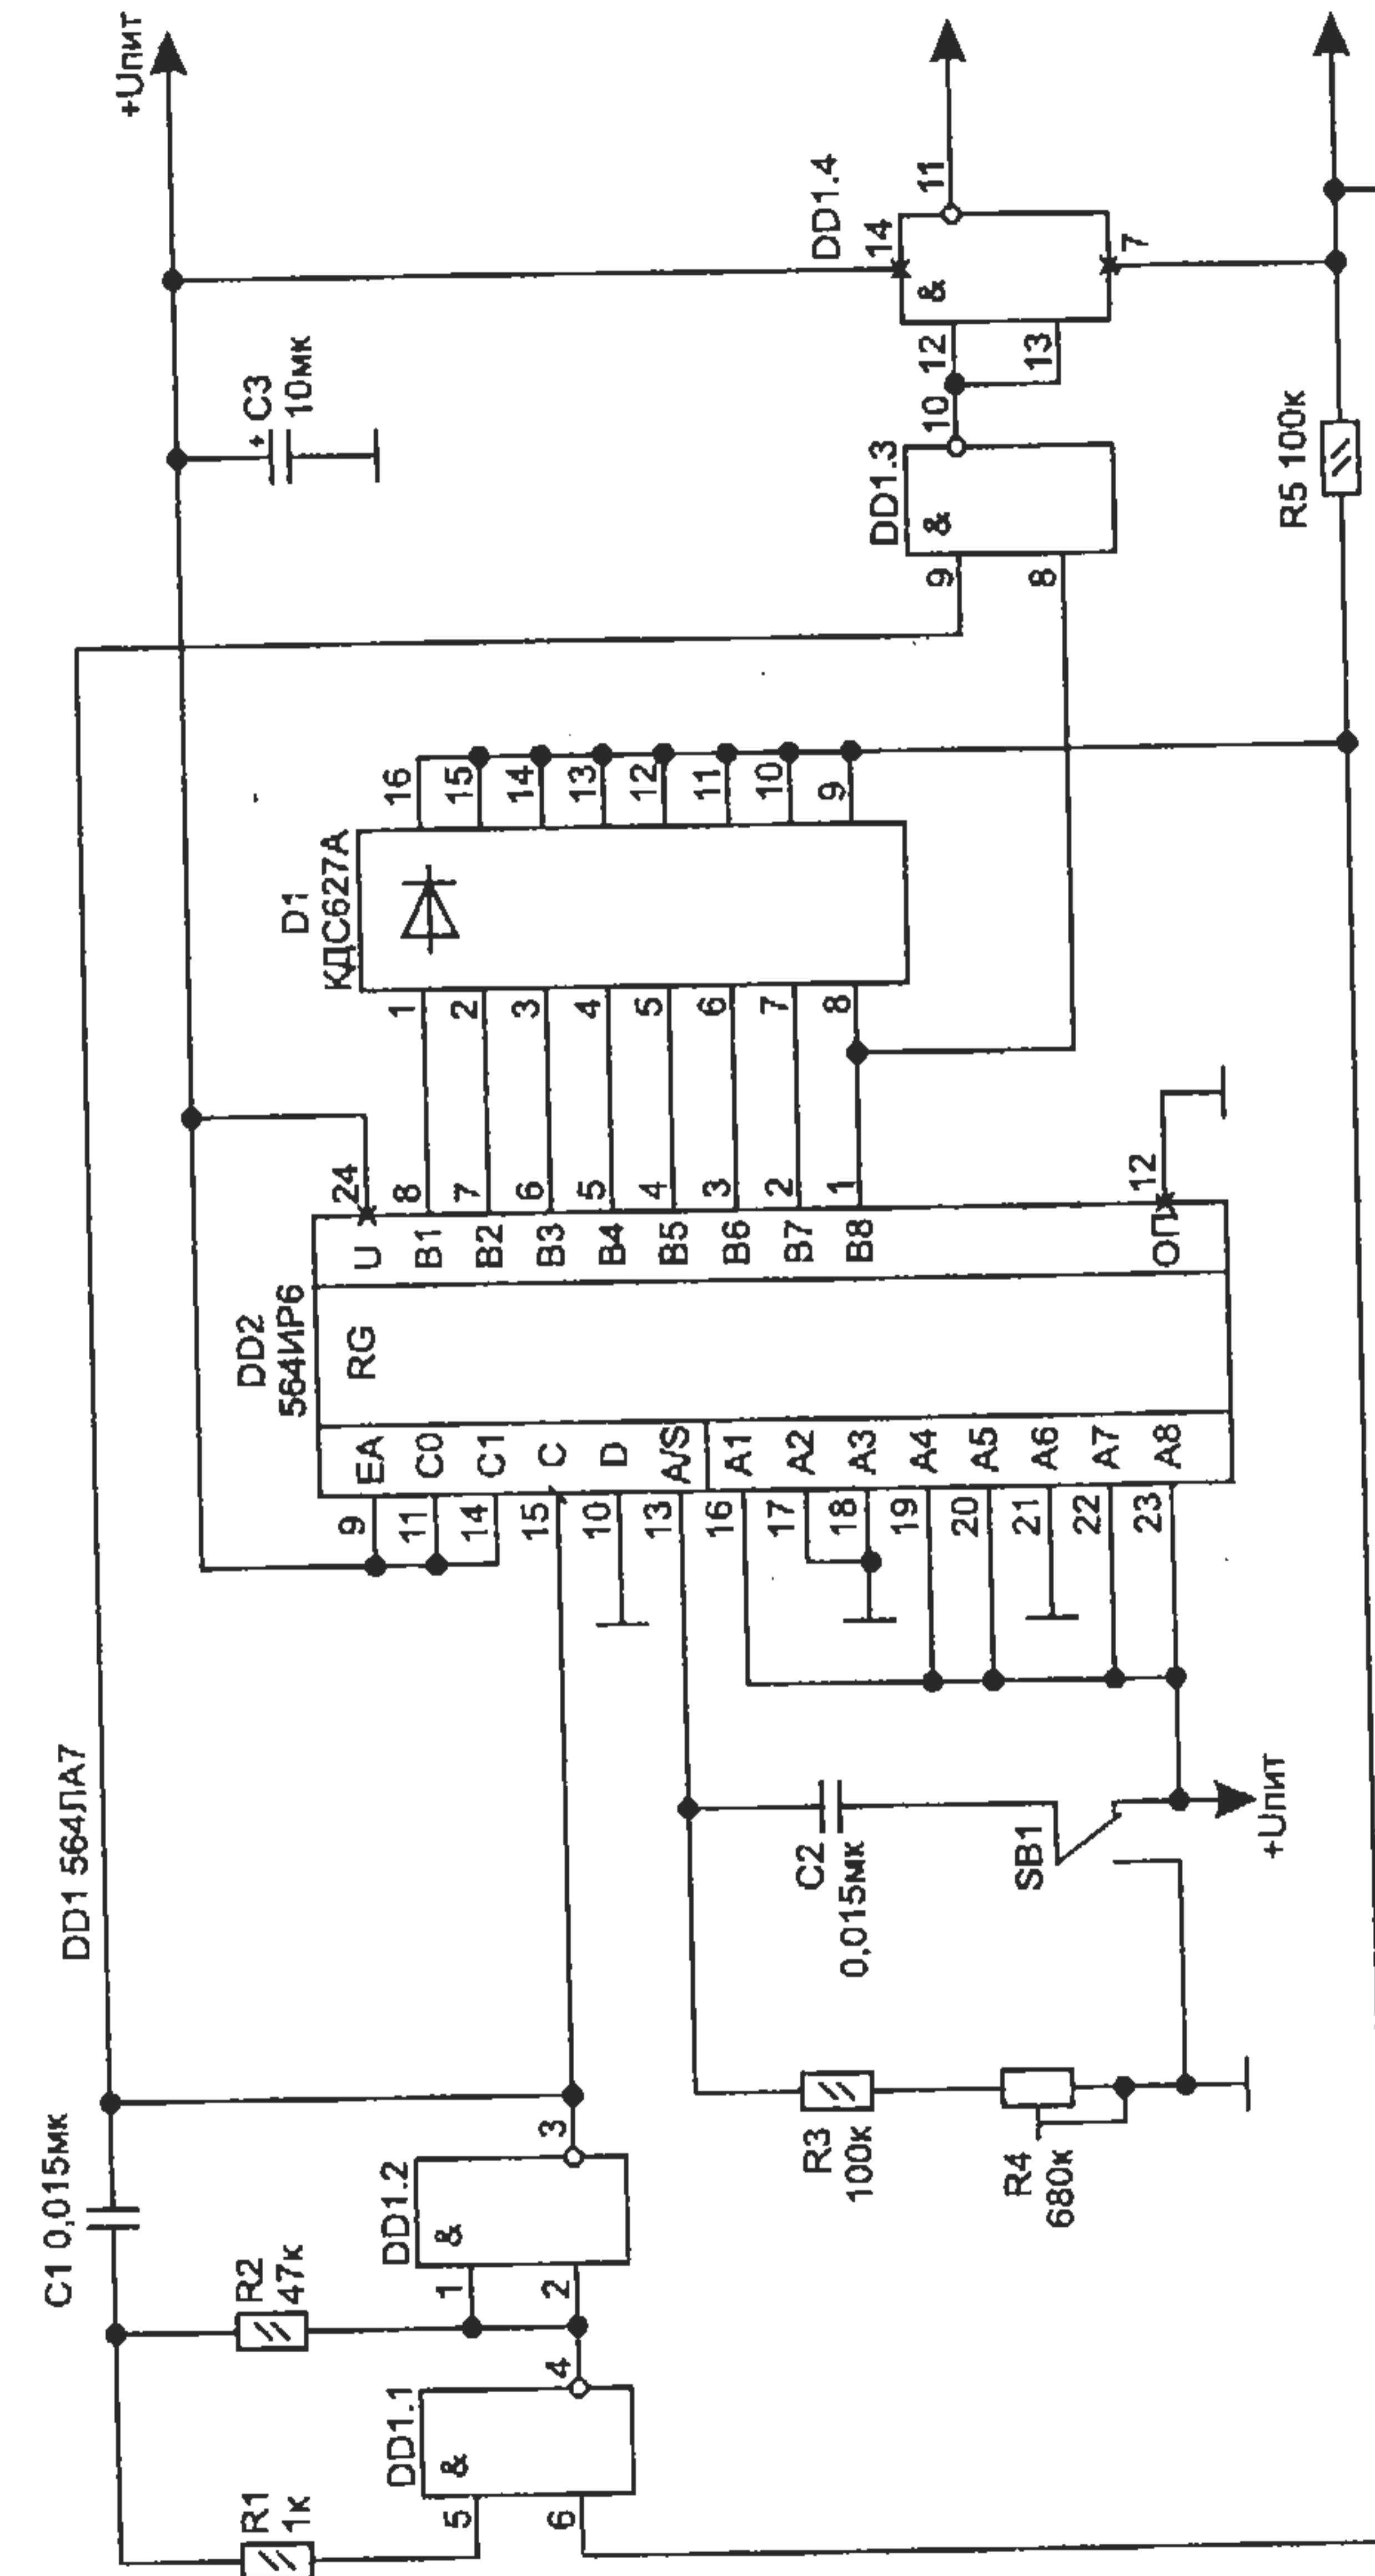 +Uпит
C3
10мк
DD1.4
14
11
12
13
7
&
DD1.3
10
9
8
&
R5 100к
D1
КДС627А
16
15
14
13
12
11
10
9
1
2
3
4
5
6
7
8
DD2
564ИР6
RG
U
B1
B2
B3
B4
B5
B6
B7
B8
ОП
24
8
7
6
5
4
3
2
1
12
EA
C0
C1
C
D
A/S
A1
A2
A3
A4
A5
A6
A7
A8
9
11
14
15
10
13
16
17
18
19
20
21
22
23
DD1 564ЛА7
C2
0,015мк
SB1
+Uпит
R3
100к
R4
680к
C1 0,015мк
R2
47к
DD1.2
&
1
2
3
DD1.1
&
4
5
6
R1
1к